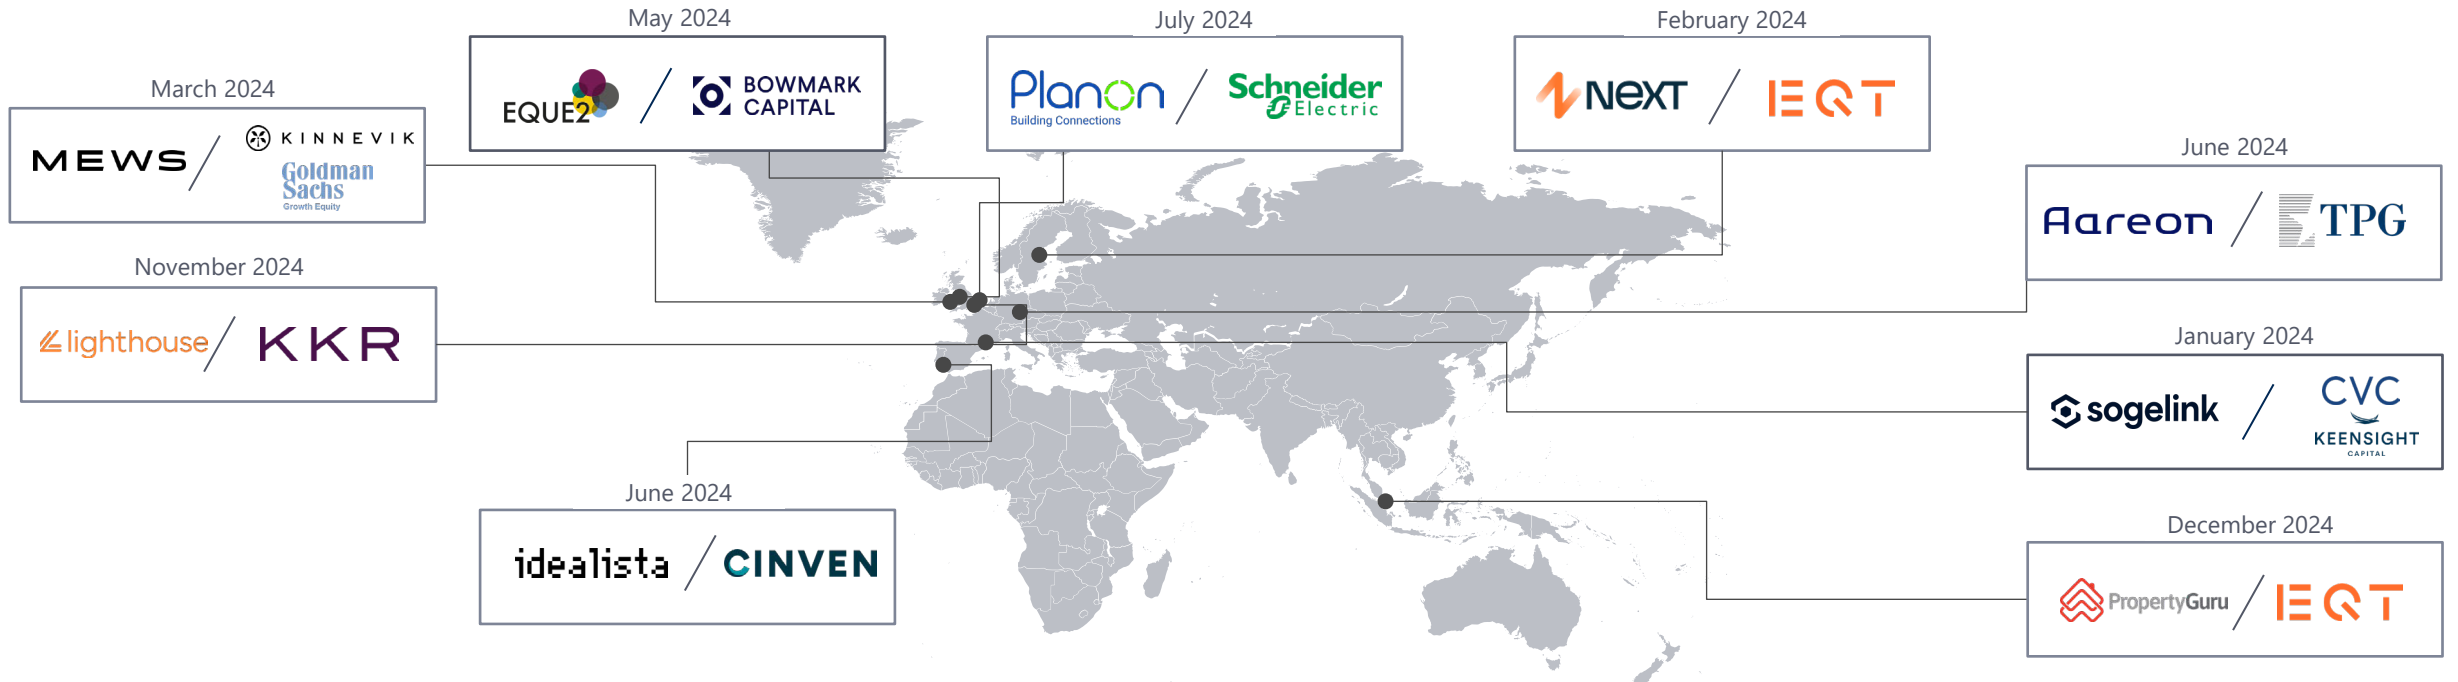 May 2024
EQUE2
BOWMARK
CAPITAL
July 2024
Planon
Building Connections
Schneider
Electric
February 2024
NEXT
EQT
March 2024
MEWS
KINNEVIK
Goldman
Sachs
Growth Equity
June 2024
Aareon
TPG
November 2024
lighthouse
KKR
January 2024
sogelink
CVC
KEENSIGHT
CAPITAL
June 2024
idealista
CINVEN
December 2024
PropertyGuru
EQT